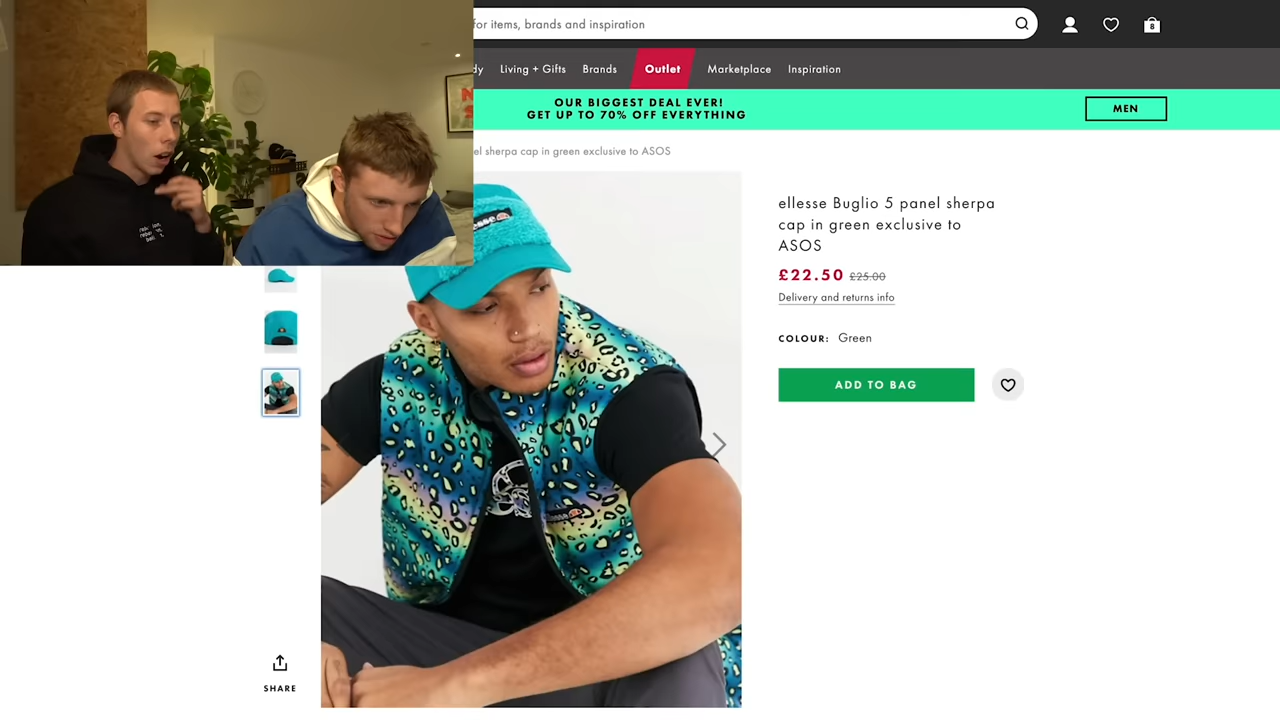 for items, brands and inspiration
8
Living + Gifts
Brands
Outlet
Marketplace
Inspiration
OUR BIGGEST DEAL EVER!
GET UP TO 70% OFF EVERYTHING
MEN
sherpa cap in green exclusive to ASOS
ellesse Buglio 5 panel sherpa
cap in green exclusive to
ASOS
£22.50 £25.00
Delivery and returns info
COLOUR: Green
ADD TO BAG
SHARE